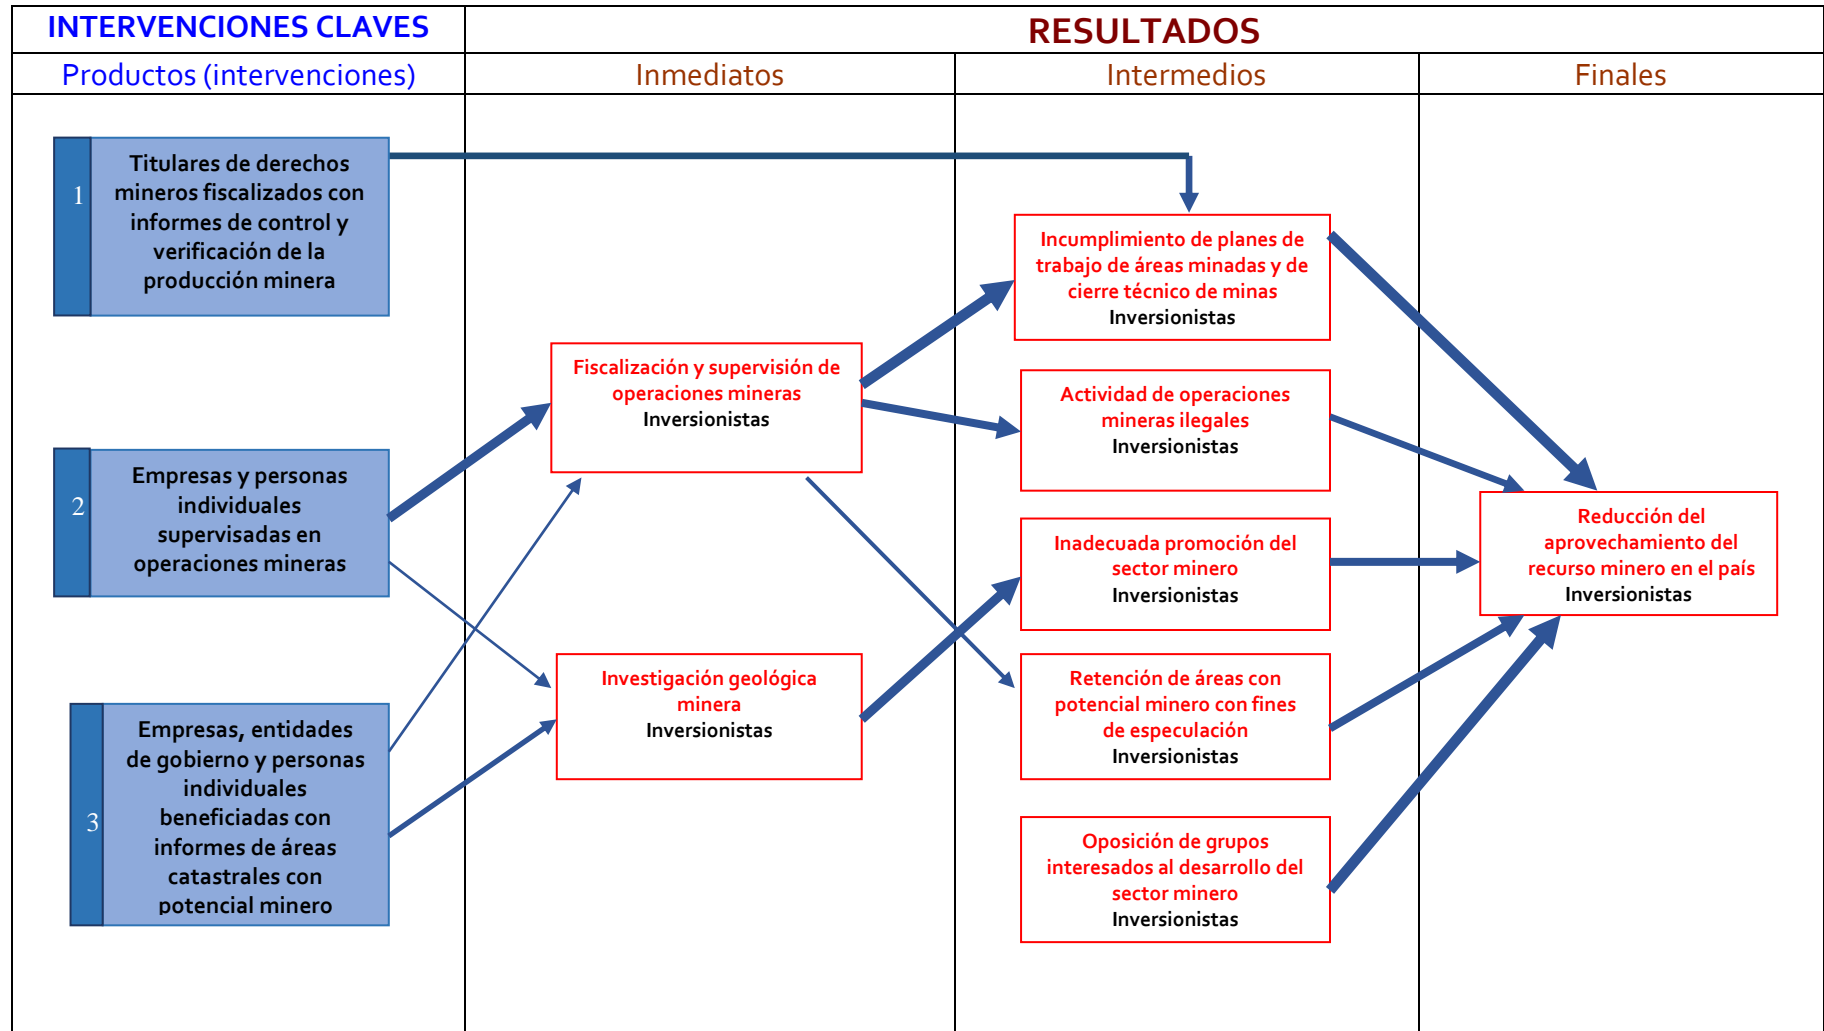 INTERVENCIONES CLAVES
RESULTADOS
Productos (intervenciones)
Inmediatos
Intermedios
Finales
1
Titulares de derechos
mineros fiscalizados con
informes de control y
verificación de la
producción minera
2
Empresas y personas
individuales
supervisadas en
operaciones mineras
3
Empresas, entidades
de gobierno y personas
individuales
beneficiadas con
informes de áreas
catastrales con
potencial minero
Fiscalización y supervisión de
operaciones mineras
Inversionistas
Investigación geológica
minera
Inversionistas
Incumplimiento de planes de
trabajo de áreas minadas y de
cierre técnico de minas
Inversionistas
Actividad de operaciones
mineras ilegales
Inversionistas
Inadecuada promoción del
sector minero
Inversionistas
Retención de áreas con
potencial minero con fines
de especulación
Inversionistas
Oposición de grupos
interesados al desarrollo del
sector minero
Inversionistas
Reducción del
aprovechamiento del
recurso minero en el país
Inversionistas